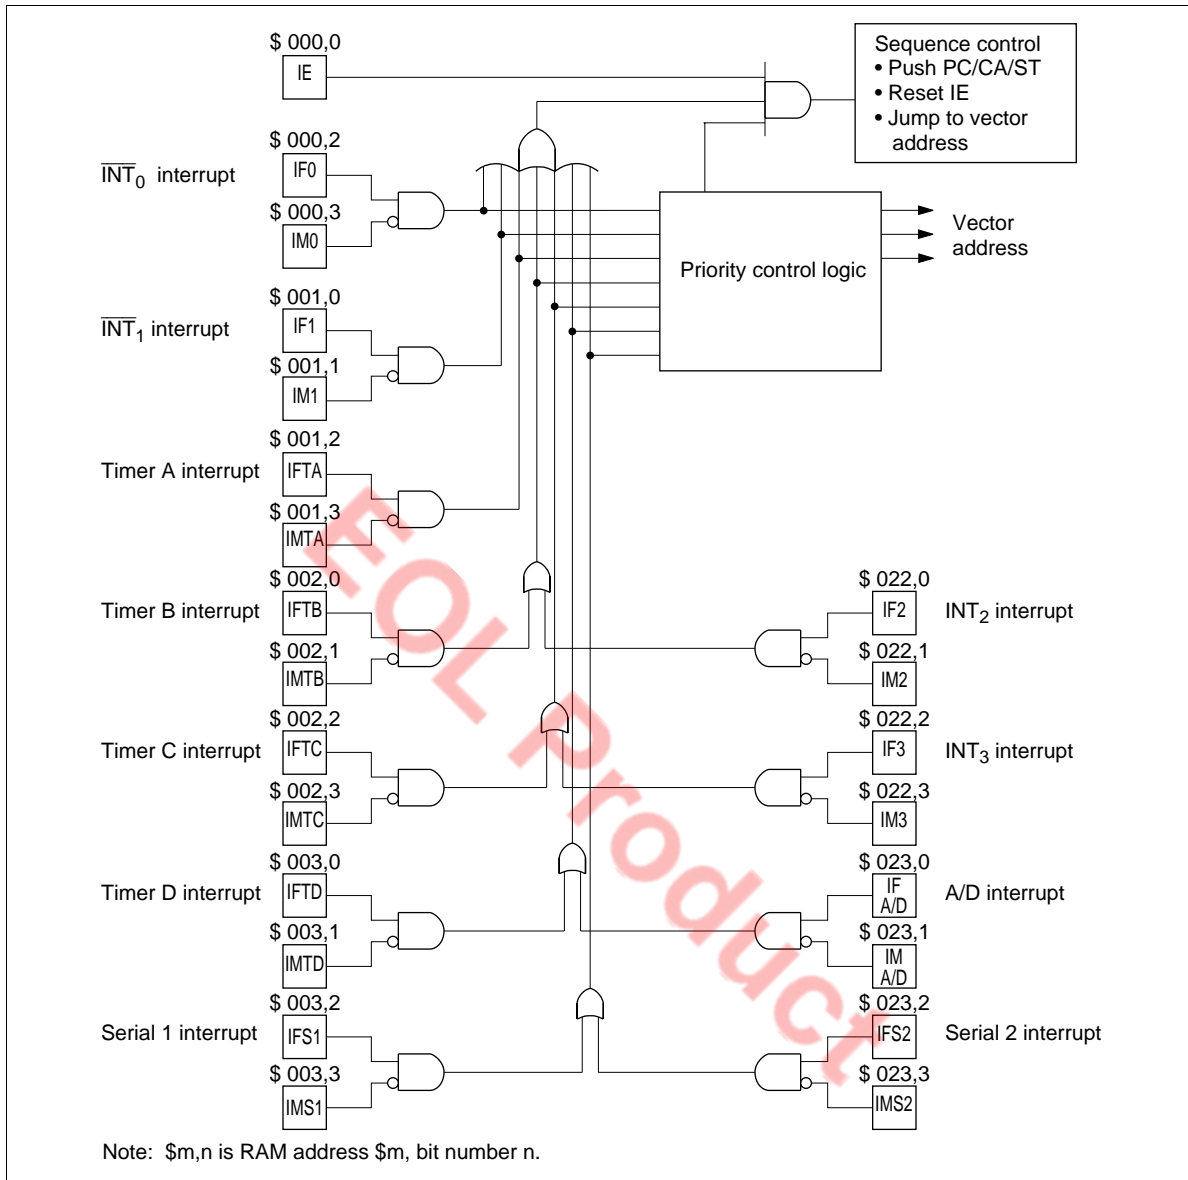 $ 000,0
IE
Sequence control
• Push PC/CA/ST
• Reset IE
• Jump to vector
address
$ 000,2
IF0
INT0 interrupt
$ 000,3
IM0
Priority control logic
Vector
address
$ 001,0
IF1
INT1 interrupt
$ 001,1
IM1
$ 001,2
Timer A interrupt
IFTA
$ 001,3
IMTA
$ 002,0
Timer B interrupt
IFTB
$ 002,1
IMTB
$ 022,0
IF2
INT2 interrupt
$ 022,1
IM2
$ 002,2
Timer C interrupt
IFTC
$ 002,3
IMTC
$ 022,2
IF3
INT3 interrupt
$ 022,3
IM3
$ 003,0
Timer D interrupt
IFTD
$ 003,1
IMTD
$ 023,0
IF
A/D
A/D interrupt
$ 023,1
IM
A/D
$ 003,2
Serial 1 interrupt
IFS1
$ 003,3
IMS1
$ 023,2
IFS2
Serial 2 interrupt
$ 023,3
IMS2
Note: $m,n is RAM address $m, bit number n.
EOL Product